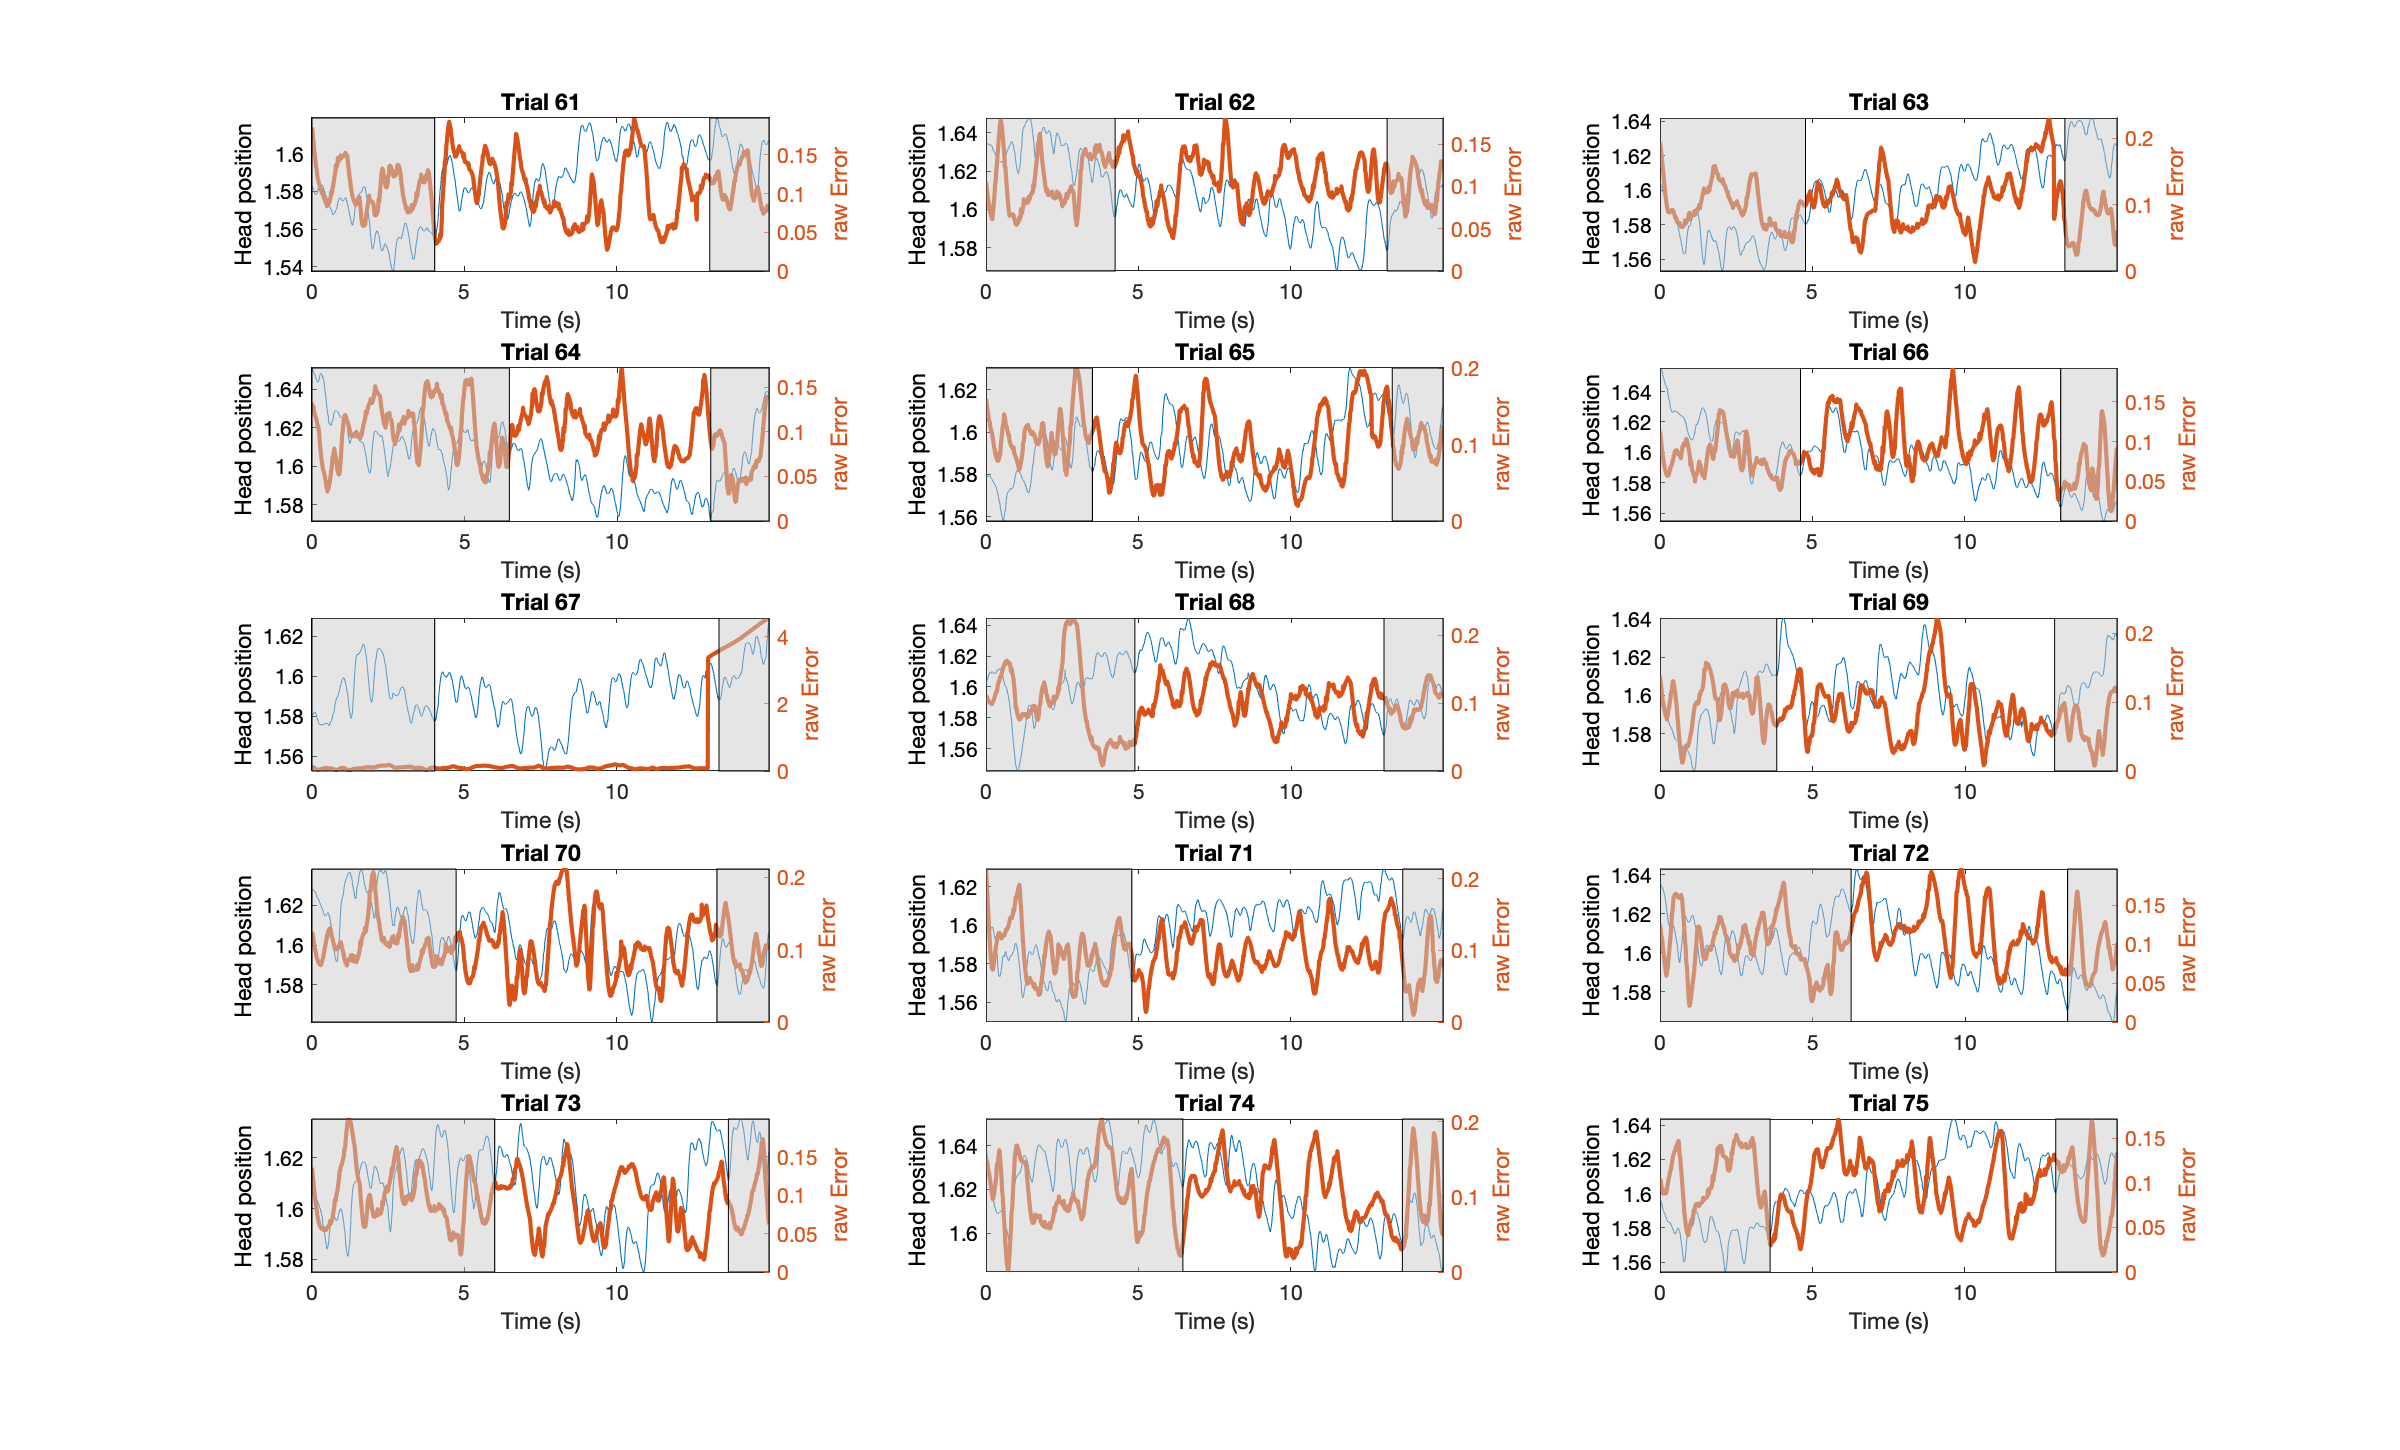 Trial 61
Head position
1.6
1.58
1.56
1.54
0.15
0.1
0.05
0
raw Error
0 5 10
Time (s)
Trial 62
Head position
1.64
1.62
1.6
1.58
0.15
0.1
0.05
0
raw Error
0 5 10
Time (s)
Trial 63
Head position
1.64
1.62
1.6
1.58
1.56
0.2
0.1
0
raw Error
0 5 10
Time (s)
Trial 64
Head position
1.64
1.62
1.6
1.58
0.15
0.1
0.05
0
raw Error
0 5 10
Time (s)
Trial 65
Head position
1.62
1.6
1.58
1.56
0.2
0.1
0
raw Error
0 5 10
Time (s)
Trial 66
Head position
1.64
1.62
1.6
1.58
1.56
0.15
0.1
0.05
0
raw Error
0 5 10
Time (s)
Trial 67
Head position
1.62
1.6
1.58
1.56
4
2
0
raw Error
0 5 10
Time (s)
Trial 68
Head position
1.64
1.62
1.6
1.58
1.56
0.2
0.1
0
raw Error
0 5 10
Time (s)
Trial 69
Head position
1.64
1.62
1.6
1.58
0.2
0.1
0
raw Error
0 5 10
Time (s)
Trial 70
Head position
1.62
1.6
1.58
0.2
0.1
0
raw Error
0 5 10
Time (s)
Trial 71
Head position
1.62
1.6
1.58
1.56
0.2
0.1
0
raw Error
0 5 10
Time (s)
Trial 72
Head position
1.64
1.62
1.6
1.58
0.15
0.1
0.05
0
raw Error
0 5 10
Time (s)
Trial 73
Head position
1.62
1.6
1.58
0.15
0.1
0.05
0
raw Error
0 5 10
Time (s)
Trial 74
Head position
1.64
1.62
1.6
0.2
0.1
0
raw Error
0 5 10
Time (s)
Trial 75
Head position
1.64
1.62
1.6
1.58
1.56
0.15
0.1
0.05
0
raw Error
0 5 10
Time (s)